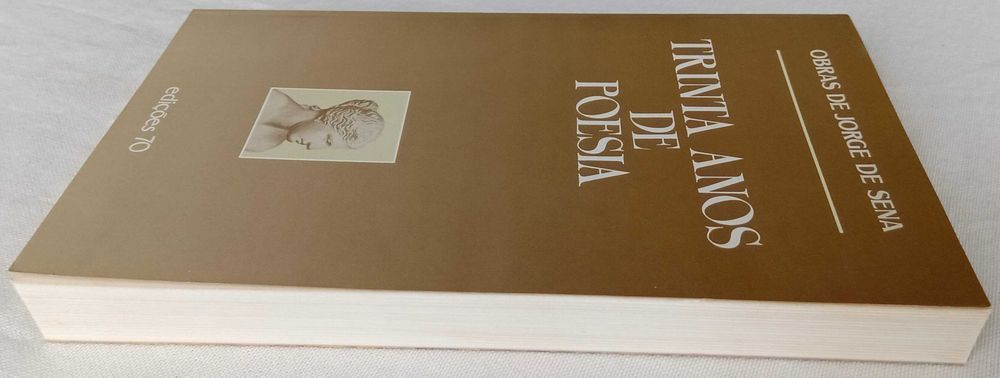 OBRAS DE JORGE DE SENA
TRINTA ANOS
DE
POESIA
edições 70